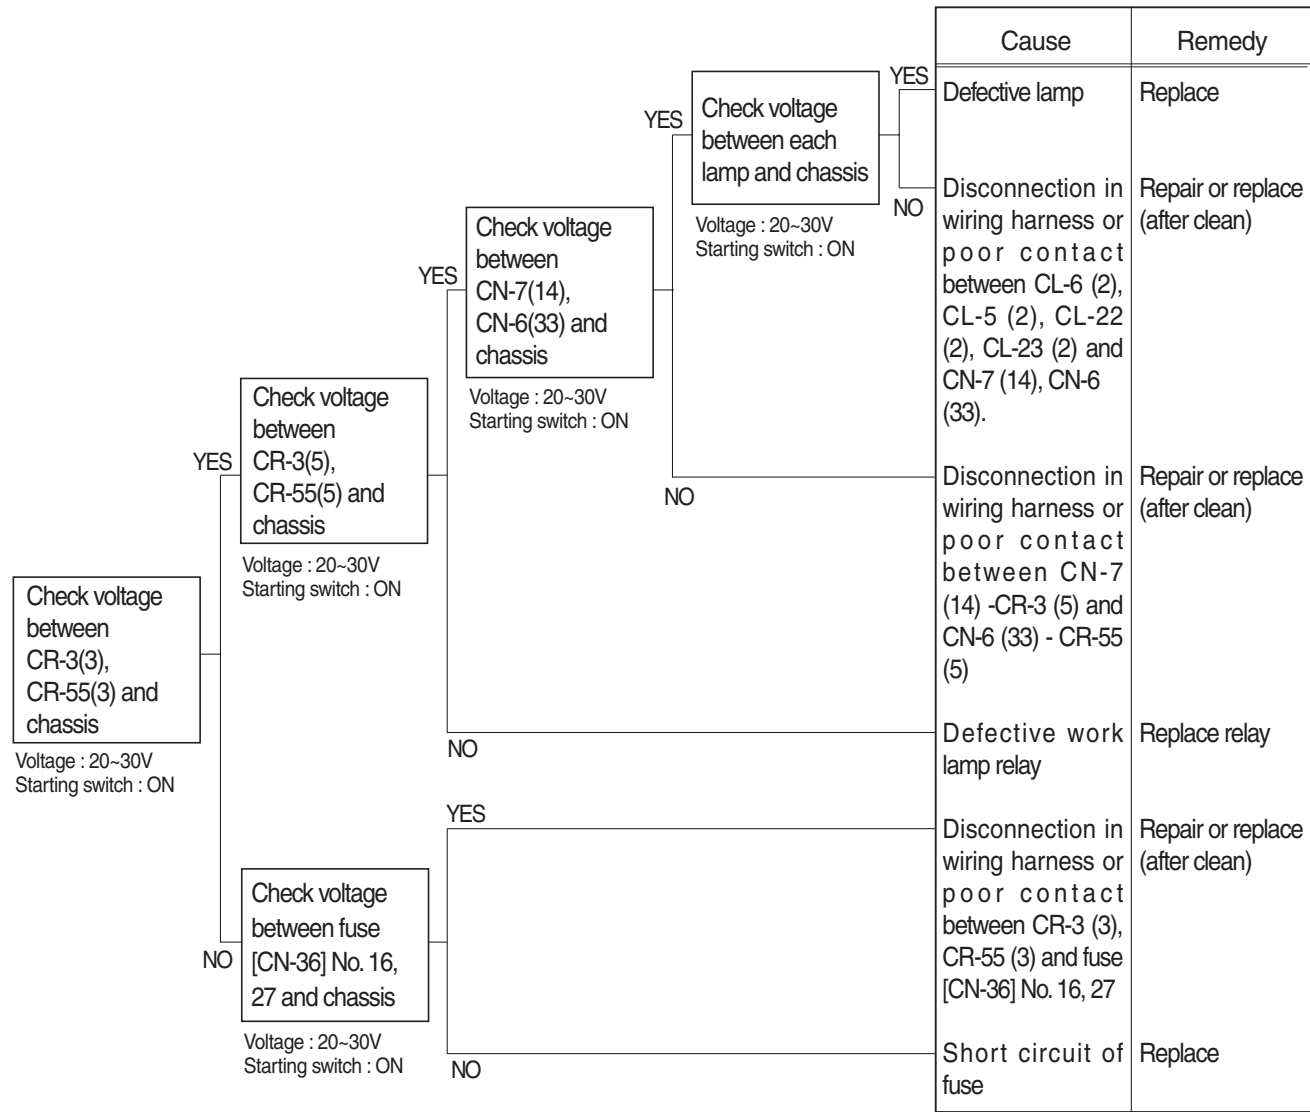 Cause
Remedy
YES
Check voltage
between each
lamp and chassis
YES
Defective lamp
Replace
NO
Disconnection in
wiring harness or
poor contact
between CL-6 (2),
CL-5 (2), CL-22
(2), CL-23 (2) and
CN-7 (14), CN-6
(33).
Repair or replace
(after clean)
Voltage : 20~30V
Starting switch : ON
YES
Check voltage
between
CN-7(14),
CN-6(33) and
chassis
Voltage : 20~30V
Starting switch : ON
NO
Disconnection in
wiring harness or
poor contact
between CN-7
(14) -CR-3 (5) and
CN-6 (33) - CR-55
(5)
Repair or replace
(after clean)
YES
Check voltage
between
CR-3(5),
CR-55(5) and
chassis
Voltage : 20~30V
Starting switch : ON
NO
Defective work
lamp relay
Replace relay
Check voltage
between
CR-3(3),
CR-55(3) and
chassis
Voltage : 20~30V
Starting switch : ON
YES
Disconnection in
wiring harness or
poor contact
between CR-3 (3),
CR-55 (3) and fuse
[CN-36] No. 16, 27
Repair or replace
(after clean)
NO
Check voltage
between fuse
[CN-36] No. 16,
27 and chassis
Voltage : 20~30V
Starting switch : ON
NO
Short circuit of
fuse
Replace